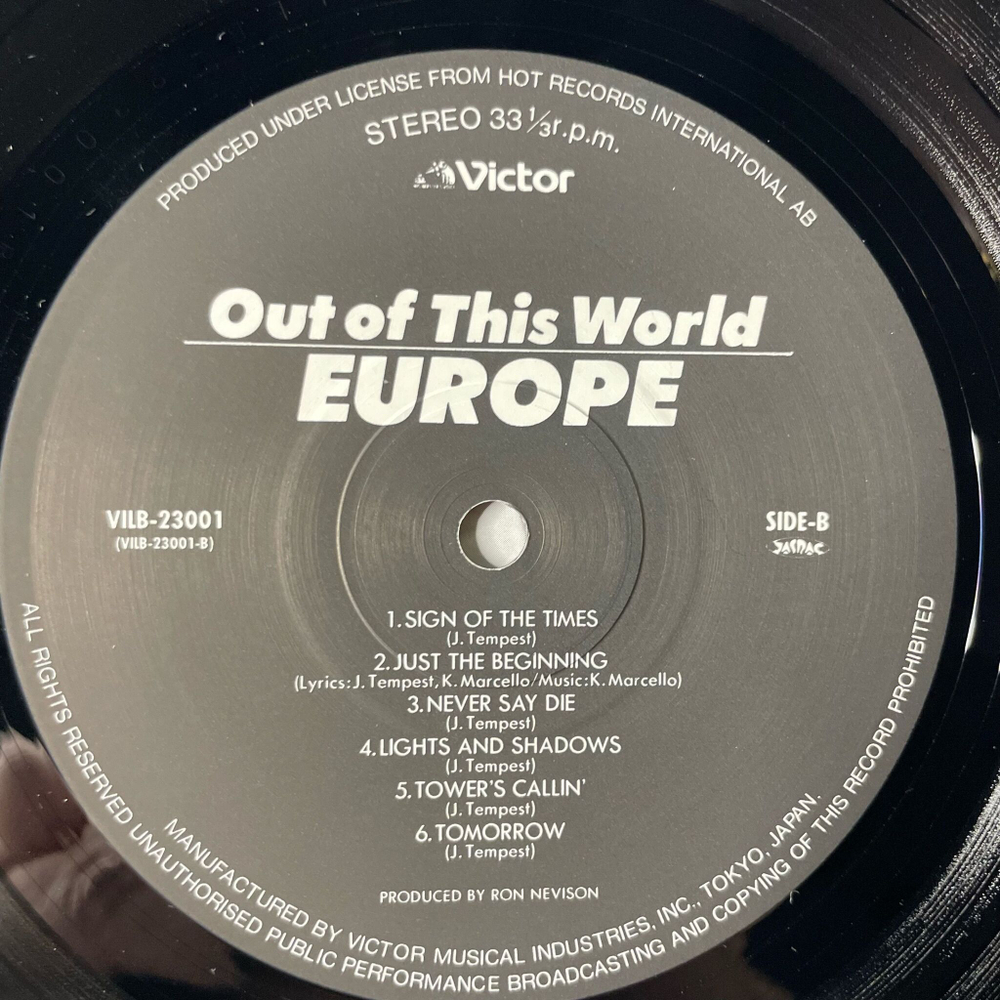 PRODUCED UNDER LICENSE FROM HOT RECORDS INTERNATIONAL AB
STEREO 33 1/3 r.p.m.
Victor
Out of This World
EUROPE
VILB-23001
(VILB-23001-B)
SIDE-B
JASRAC
1. SIGN OF THE TIMES
(J. Tempest)
2. JUST THE BEGINNING
(Lyrics: J. Tempest, K. Marcello/Music: K. Marcello)
3. NEVER SAY DIE
(J. Tempest)
4. LIGHTS AND SHADOWS
(J. Tempest)
5. TOWER'S CALLIN'
(J. Tempest)
6. TOMORROW
(J. Tempest)
PRODUCED BY RON NEVISON
MANUFACTURED BY VICTOR MUSICAL INDUSTRIES, INC., TOKYO, JAPAN.
ALL RIGHTS RESERVED UNAUTHORISED PUBLIC PERFORMANCE BROADCASTING AND COPYING OF THIS RECORD PROHIBITED